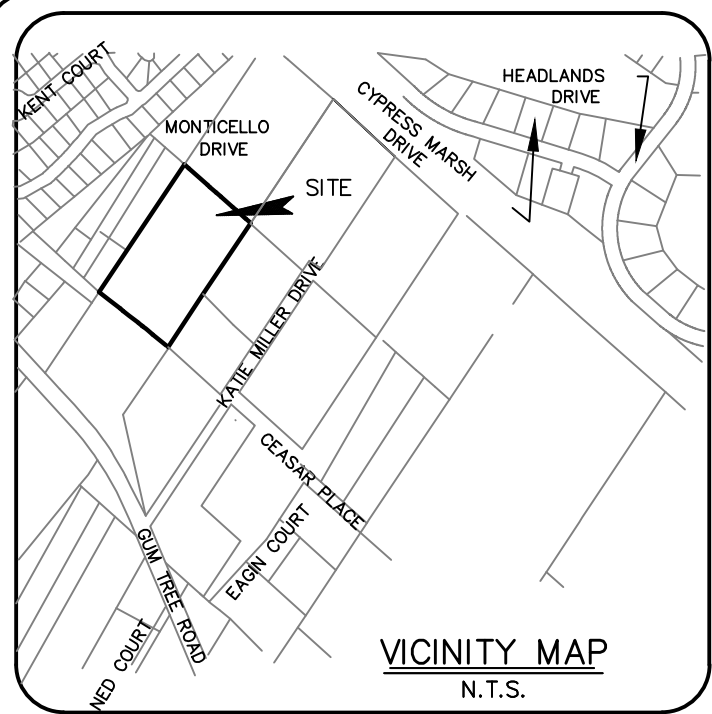 KENT COURT
MONTICELLO
DRIVE
CYPRESS MARSH
DRIVE
HEADLANDS
DRIVE
SITE
KATIE MILLER DRIVE
CEASAR PLACE
EAGIN COURT
GUM TREE ROAD
NED COURT
VICINITY MAP
N.T.S.